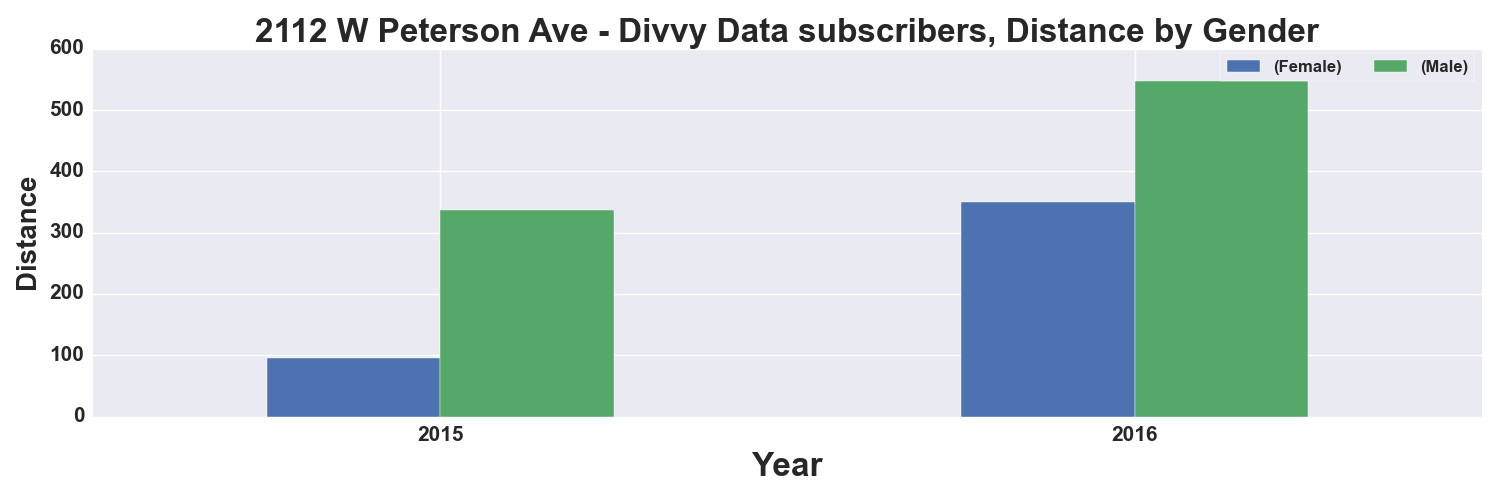 2112 W Peterson Ave - Divvy Data subscribers, Distance by Gender
(Female) (Male)
Distance
600
500
400
300
200
100
0
2015 2016
Year